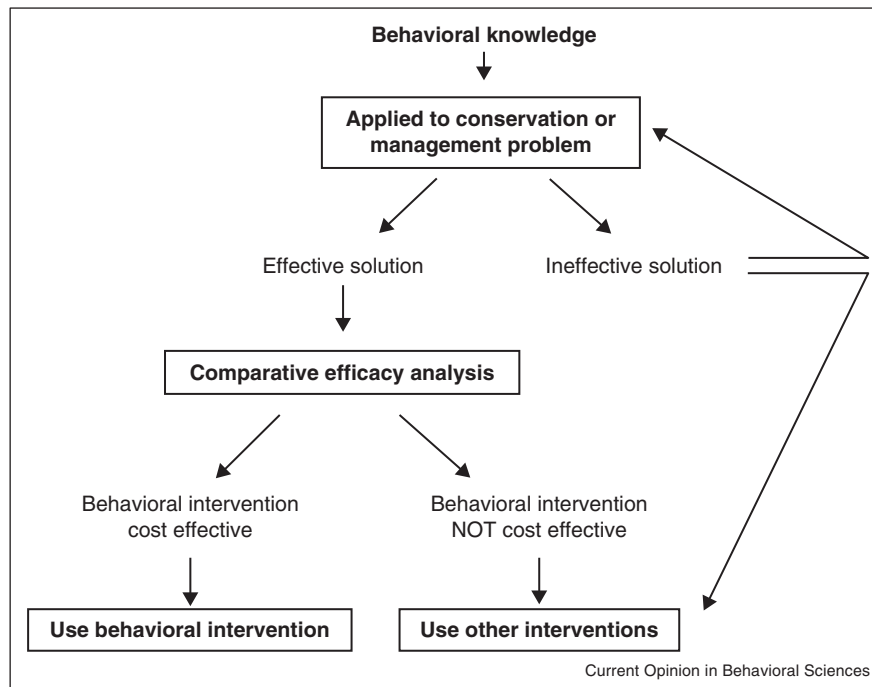 Behavioral knowledge
Applied to conservation or
management problem
Effective solution
Ineffective solution
Comparative efficacy analysis
Behavioral intervention
cost effective
Behavioral intervention
NOT cost effective
Use behavioral intervention
Use other interventions
Current Opinion in Behavioral Sciences